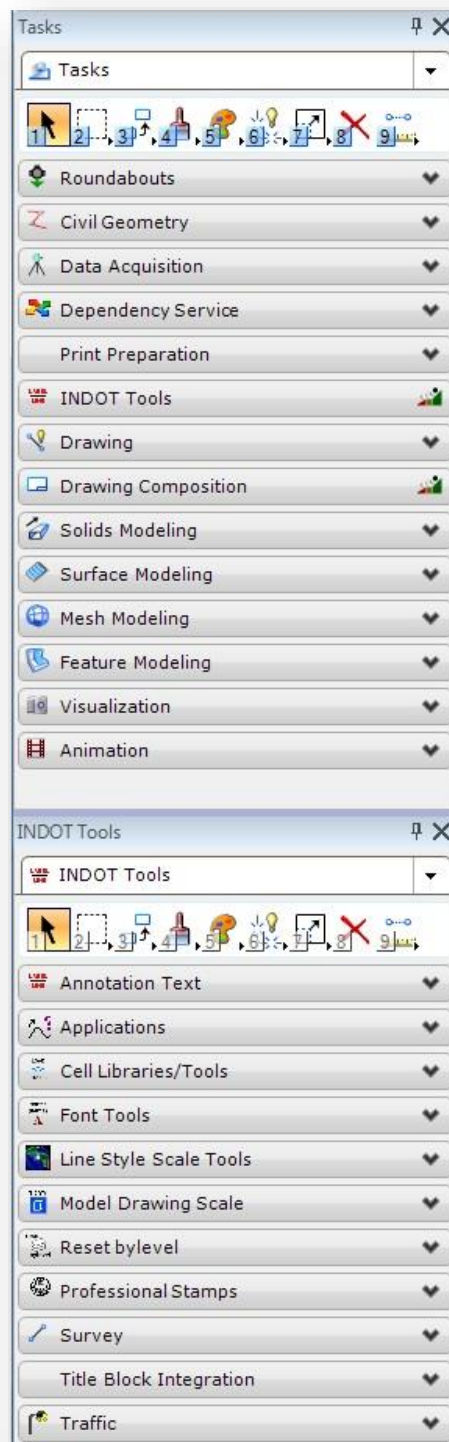 Tasks
Tasks
1 2 3 4 5 6 7 8 9
Roundabouts
Civil Geometry
Data Acquisition
Dependency Service
Print Preparation
INDOT Tools
Drawing
Drawing Composition
Solids Modeling
Surface Modeling
Mesh Modeling
Feature Modeling
Visualization
Animation
INDOT Tools
INDOT Tools
1 2 3 4 5 6 7 8 9
Annotation Text
Applications
Cell Libraries/Tools
Font Tools
Line Style Scale Tools
Model Drawing Scale
Reset bylevel
Professional Stamps
Survey
Title Block Integration
Traffic